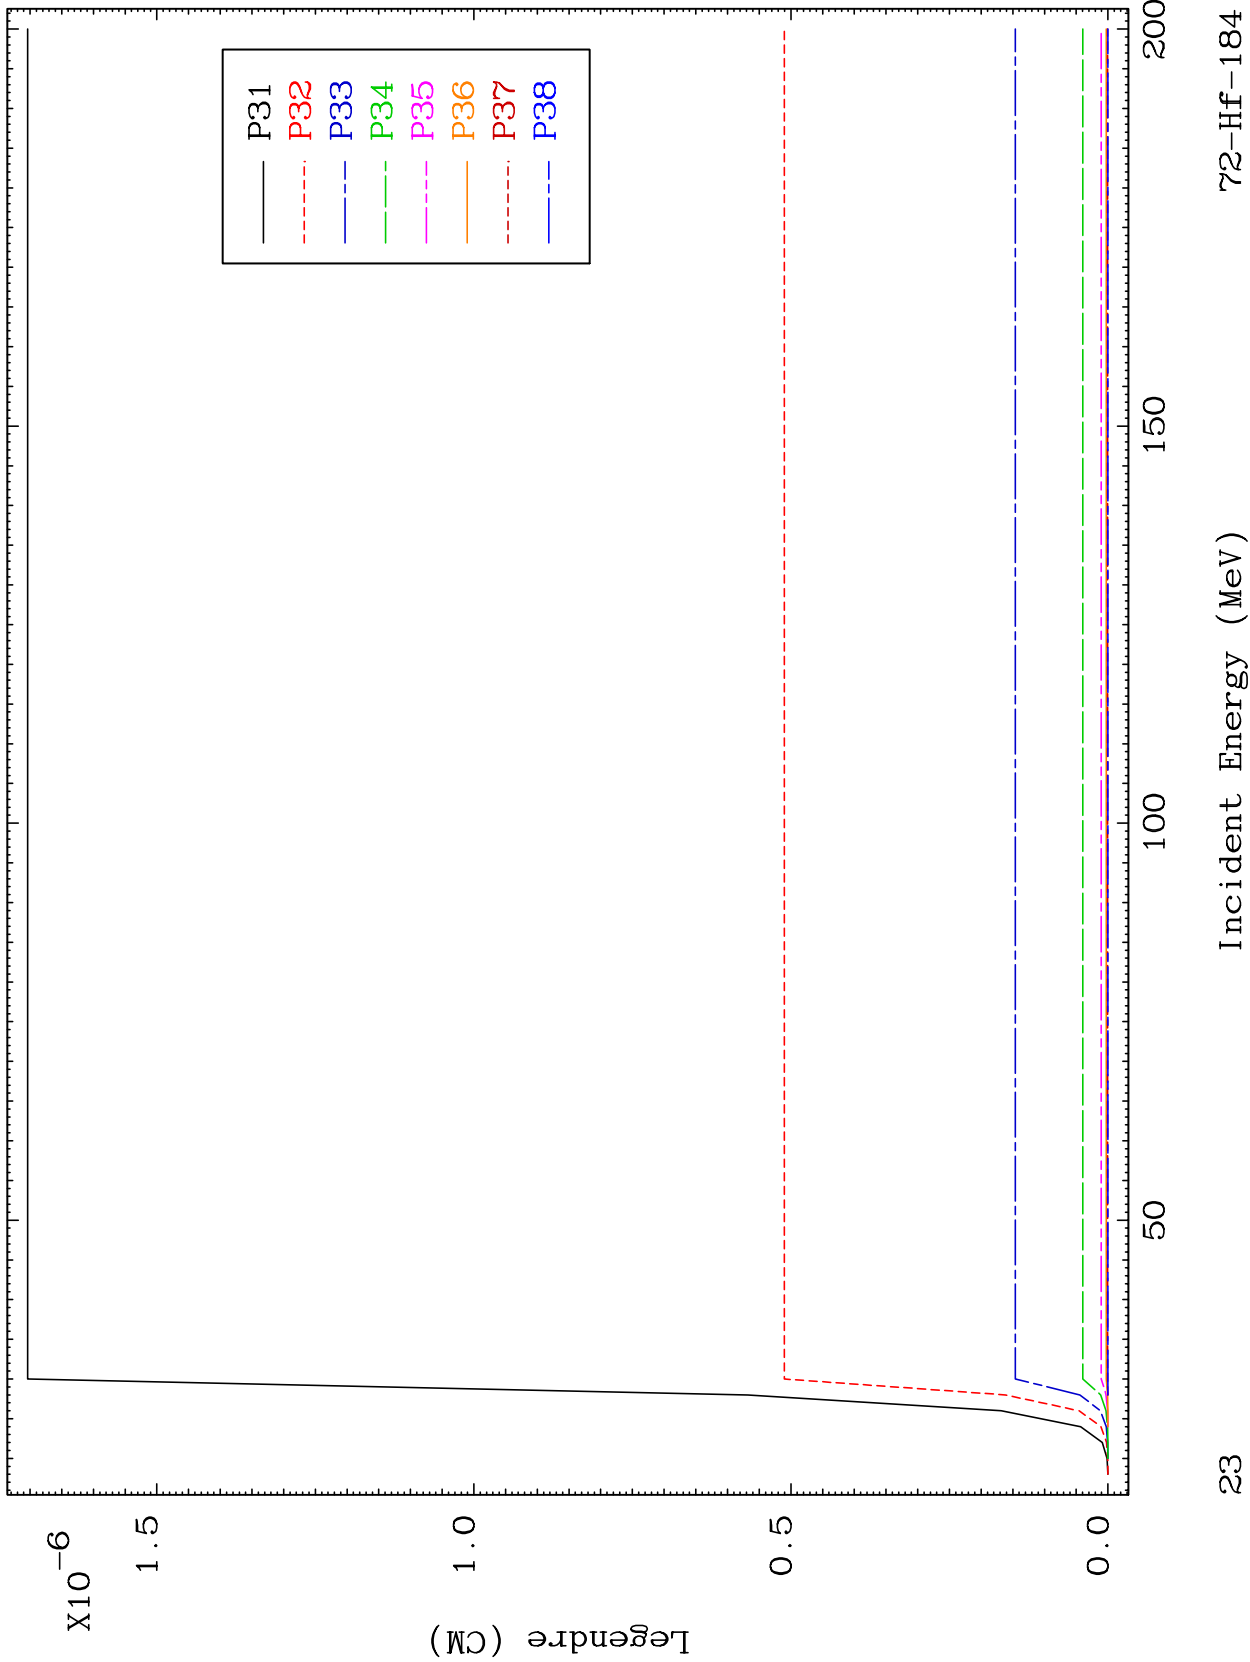 X10-6
1.5
1.0
0.5
0.0
Legendre (CM)
P31
P32
P33
P34
P35
P36
P37
P38
50
100
150
200
Incident Energy (MeV)
23
72-Hf-184